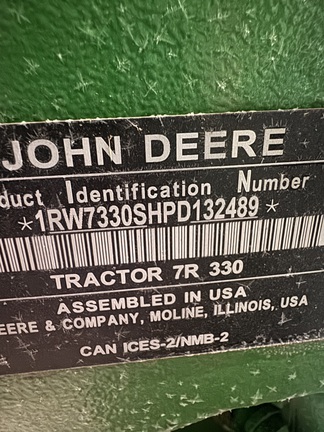 JOHN DEERE
duct Identification Number
*1RW7330SHPD132489*
TRACTOR 7R 330
ASSEMBLED IN USA
EERE & COMPANY, MOLINE, ILLINOIS, USA
CAN ICES-2/NMB-2